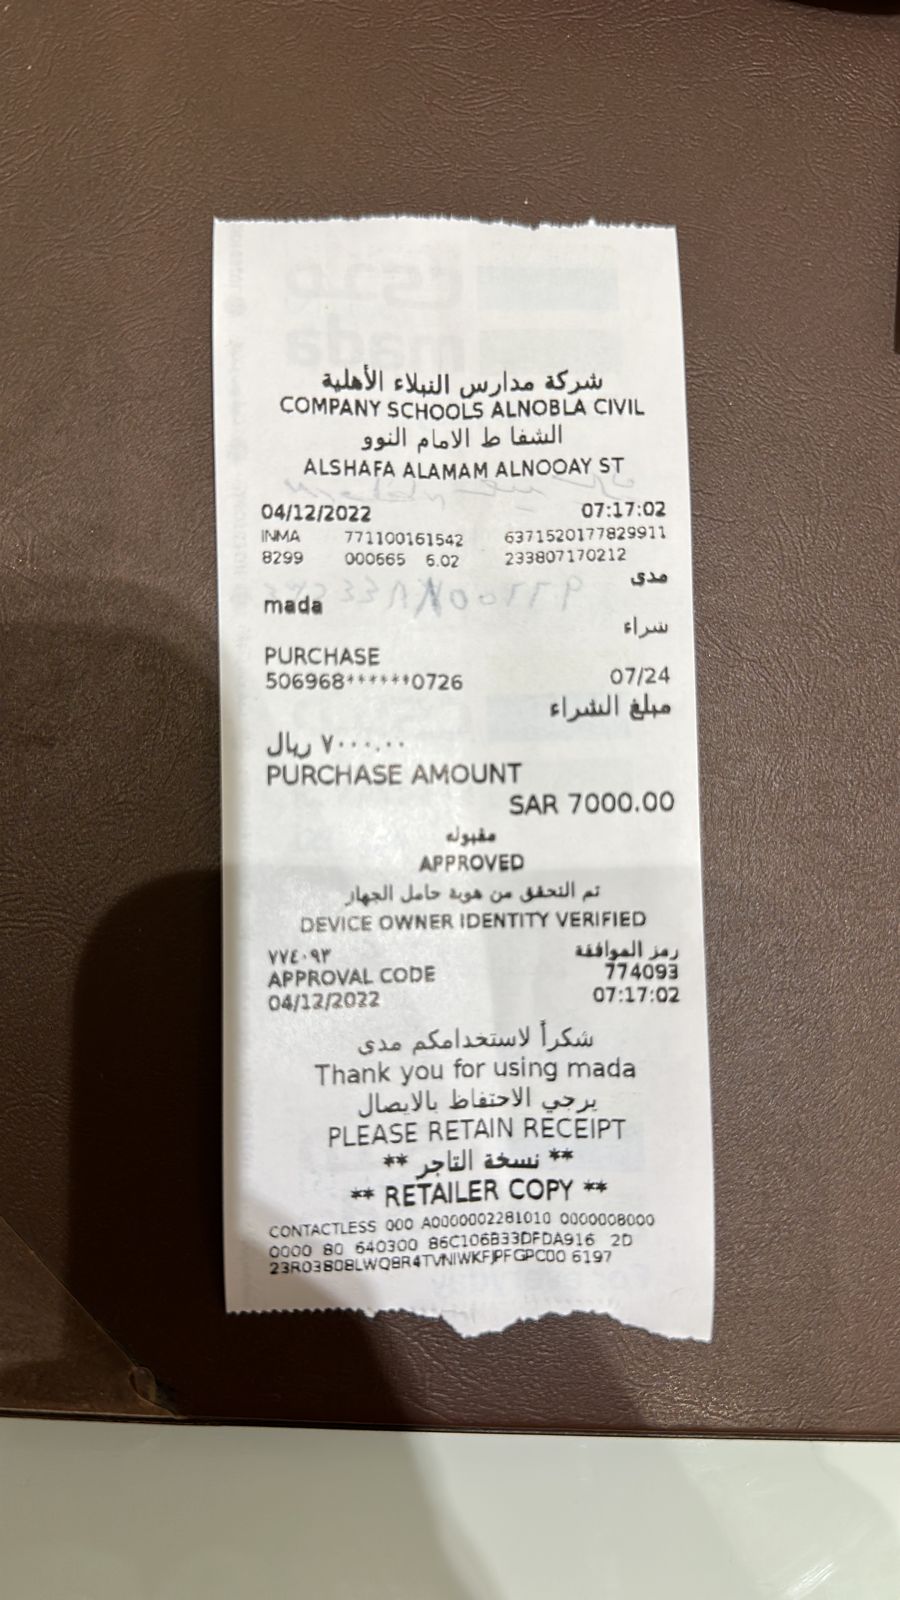 شركة مدارس النبلاء الأهلية
COMPANY SCHOOLS ALNOBLA CIVIL
الشفا ط الامام النوو
ALSHAFA ALAMAM ALNOOAY ST
04/12/2022 07:17:02
INMA 771100161542 6371520177829911
8299 000665 6.02 233807170212
مدى
mada
شراء
PURCHASE
506968******0726 07/24
مبلغ الشراء
٧٠٠٠.٠٠ ريال
PURCHASE AMOUNT
SAR 7000.00
مقبوله
APPROVED
تم التحقق من هوية حامل الجهاز
DEVICE OWNER IDENTITY VERIFIED
رمز الموافقة ٧٧٤٠٩٣
APPROVAL CODE 774093
04/12/2022 07:17:02
شكراً لاستخدامكم مدى
Thank you for using mada
يرجي الاحتفاظ بالايصال
PLEASE RETAIN RECEIPT
** نسخة التاجر **
** RETAILER COPY **
CONTACTLESS 000 A0000002281010 0000008000
0000 80 640300 86C106B33DFDA916 2D
6197